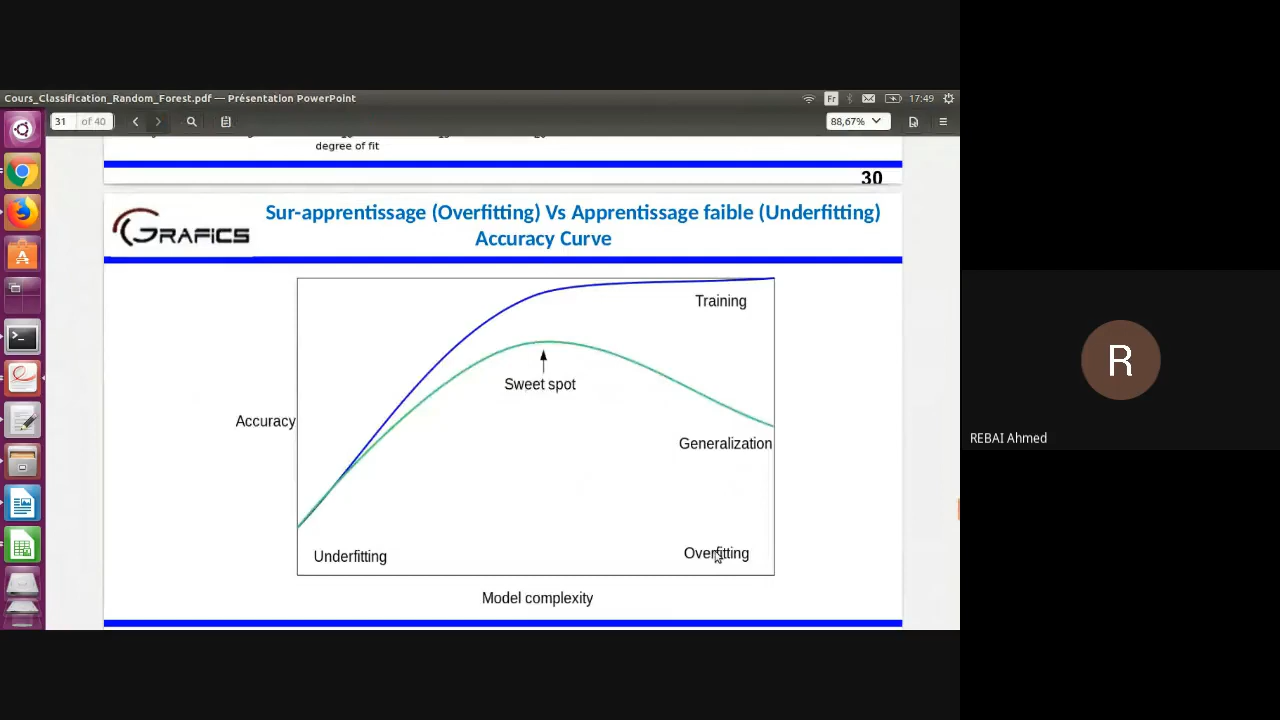 Cours_Classification_Random_Forest.pdf — Présentation PowerPoint
Fr
17:49
31 of 40
88,67%
degree of fit
30
GRAFICS
Sur-apprentissage (Overfitting) Vs Apprentissage faible (Underfitting)
Accuracy Curve
Training
Sweet spot
Accuracy
Generalization
Underfitting
Overfitting
Model complexity
R
REBAI Ahmed